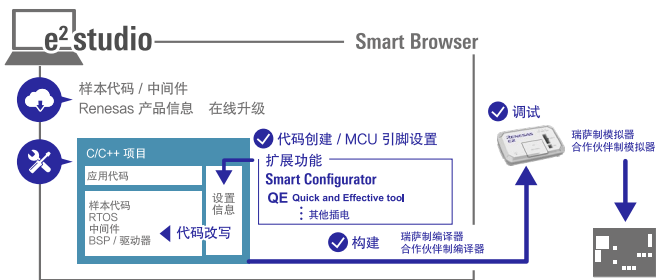 e² studio
Smart Browser
样本代码 / 中间件
Renesas 产品信息 在线升级
调试
RENESAS
E2
瑞萨制模拟器
合作伙伴制模拟器
代码创建 / MCU 引脚设置
C/C++ 项目
应用代码
样本代码
RTOS
中间件
BSP / 驱动器
代码改写
设置
信息
扩展功能
Smart Configurator
QE Quick and Effective tool
⋮ 其他插电
构建
瑞萨制编译器
合作伙伴制编译器